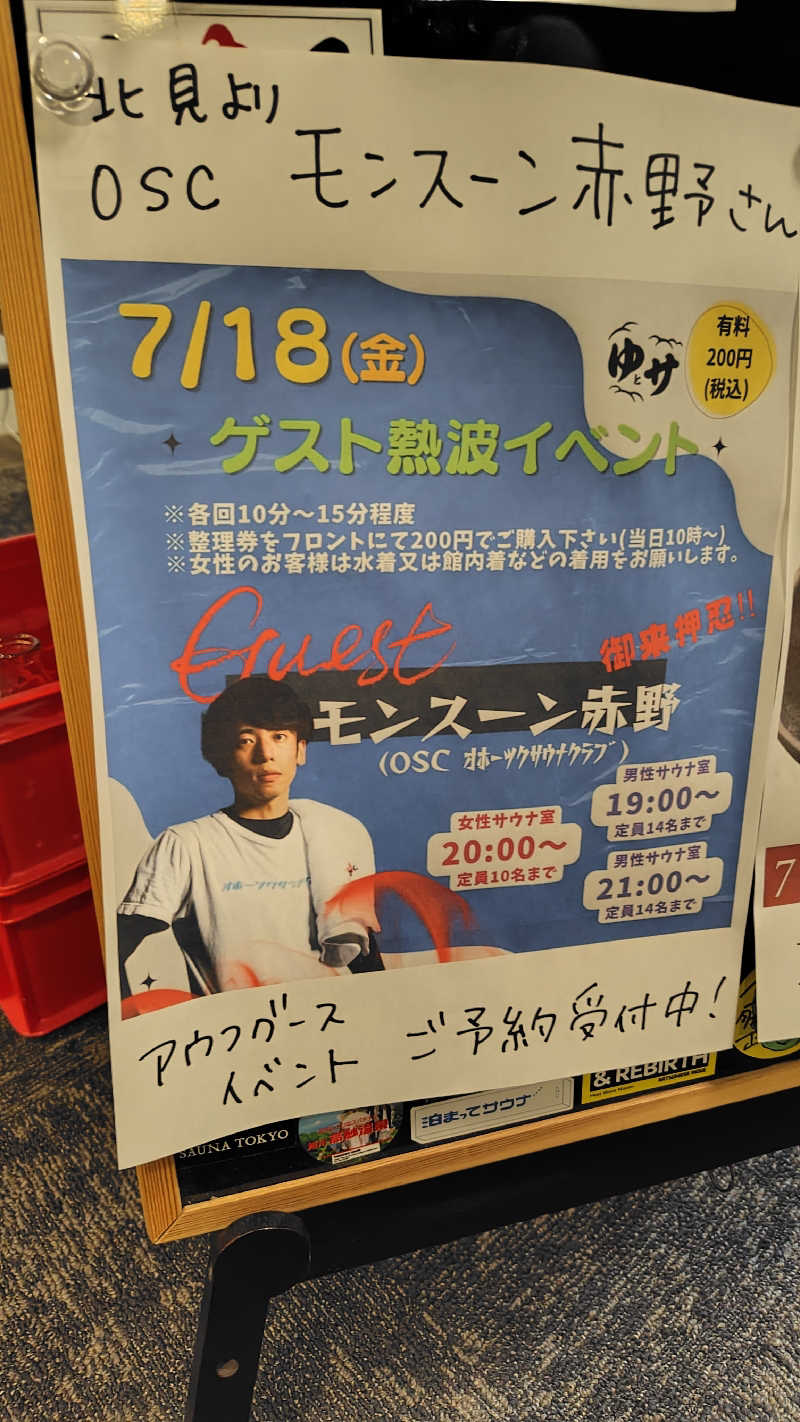 北見より
OSC モンスーン赤野さん
7/18(金)
ゆとサ
有料
200円
(税込)
ゲスト熱波イベント
※各回10分〜15分程度
※整理券をフロントにて200円でご購入下さい(当日10時〜)
※女性のお客様は水着又は館内着などの着用をお願いします。
Guest
御来押忍!!
モンスーン赤野
(OSC オホーツクサウナクラブ)
男性サウナ室
19:00〜
定員14名まで
女性サウナ室
20:00〜
定員10名まで
男性サウナ室
21:00〜
定員14名まで
7
アウフグース
イベント
ご予約受付中!
& REBIRTH
泊まってサウナ
SAUNA TOKYO